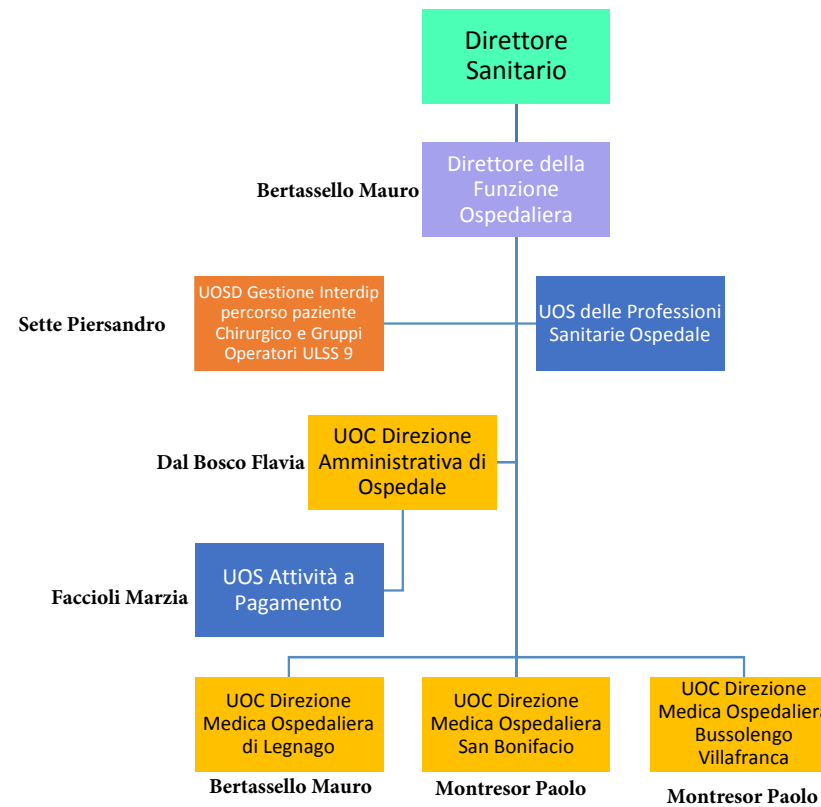 Direttore
Sanitario
Bertassello Mauro
Direttore della
Funzione
Ospedaliera
Sette Piersandro
UOSD Gestione Interdip
percorso paziente
Chirurgico e Gruppi
Operatori ULSS 9
UOS delle Professioni
Sanitarie Ospedale
Dal Bosco Flavia
UOC Direzione
Amministrativa di
Ospedale
Faccioli Marzia
UOS Attività a
Pagamento
UOC Direzione
Medica Ospedaliera
di Legnago
Bertassello Mauro
UOC Direzione
Medica Ospedaliera
San Bonifacio
Montresor Paolo
UOC Direzione
Medica Ospedaliera
Bussolengo
Villafranca
Montresor Paolo